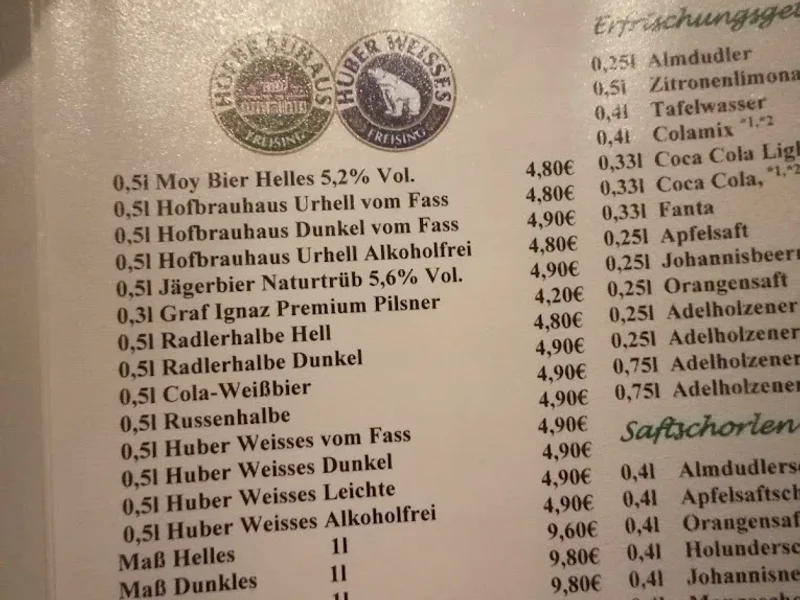 HOFBRÄUHAUS
FREISING
HUBER WEISSES
FREISING
0,5l Moy Bier Helles 5,2% Vol. 4,80€
0,5l Hofbrauhaus Urhell vom Fass 4,80€
0,5l Hofbrauhaus Dunkel vom Fass 4,90€
0,5l Hofbrauhaus Urhell Alkoholfrei 4,80€
0,5l Jägerbier Naturtrüb 5,6% Vol. 4,90€
0,3l Graf Ignaz Premium Pilsner 4,20€
0,5l Radlerhalbe Hell 4,80€
0,5l Radlerhalbe Dunkel 4,90€
0,5l Cola-Weißbier 4,90€
0,5l Russenhalbe 4,90€
0,5l Huber Weisses vom Fass 4,90€
0,5l Huber Weisses Dunkel 4,90€
0,5l Huber Weisses Leichte 4,90€
0,5l Huber Weisses Alkoholfrei 4,90€
Maß Helles 1l 9,60€
Maß Dunkles 1l 9,80€
1l 9,80€
Erfrischungsget
0,25l Almdudler
0,5l Zitronenlimona
0,4l Tafelwasser
0,4l Colamix *1,*2
0,33l Coca Cola Ligh
0,33l Coca Cola, *1,*2
0,33l Fanta
0,25l Apfelsaft
0,25l Johannisbeern
0,25l Orangensaft
0,25l Adelholzener
0,25l Adelholzener
0,75l Adelholzener
0,75l Adelholzener
Saftschorlen
0,4l Almdudlers
0,4l Apfelsaftsch
0,4l Orangensaf
0,4l Holundersc
0,4l Johannisne